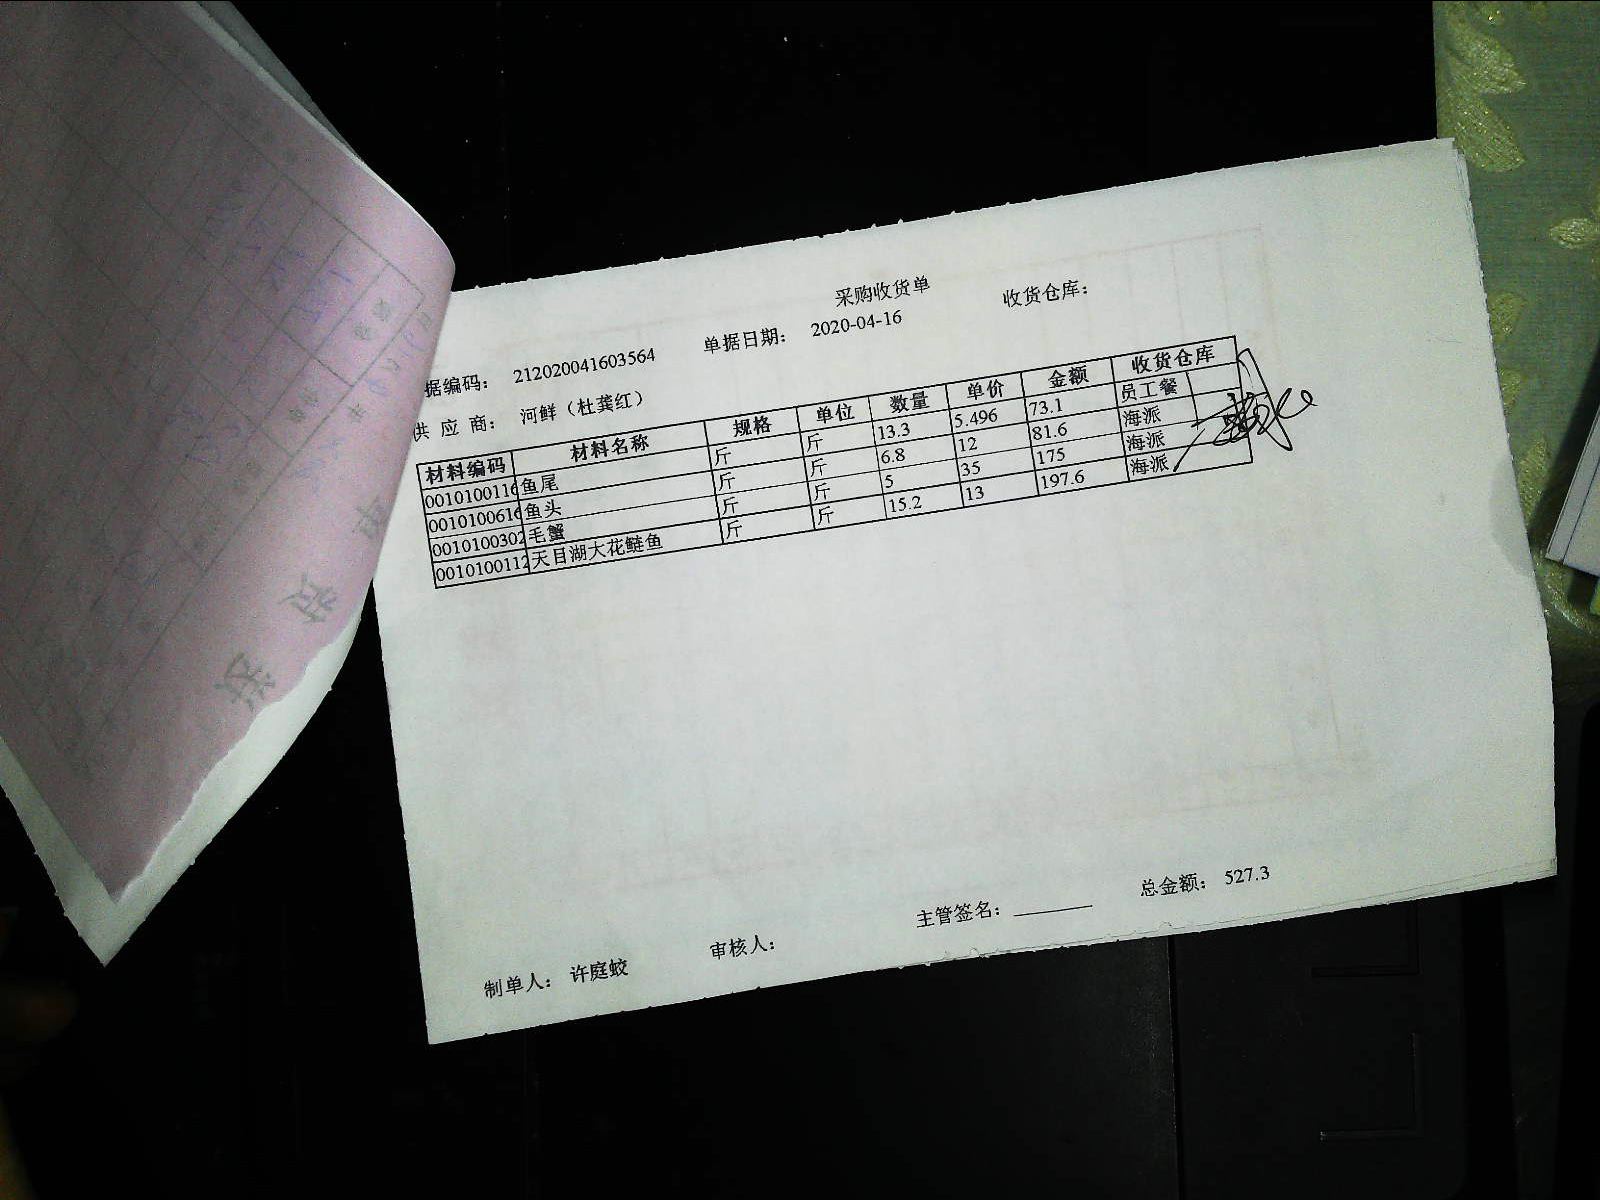 采购收货单
据编码： 212020041603564 单据日期： 2020-04-16 收货仓库：
供 应 商： 河鲜（杜龚红）
材料编码 材料名称 规格 单位 数量 单价 金额 收货仓库
0010100116 鱼尾 斤 斤 13.3 5.496 73.1 员工餐
0010100616 鱼头 斤 斤 6.8 12 81.6 海派
0010100302 毛蟹 斤 斤 5 35 175 海派
0010100112 天目湖大花鲢鱼 斤 斤 15.2 13 197.6 海派
制单人： 许庭蛟 审核人： 主管签名： 总金额： 527.3